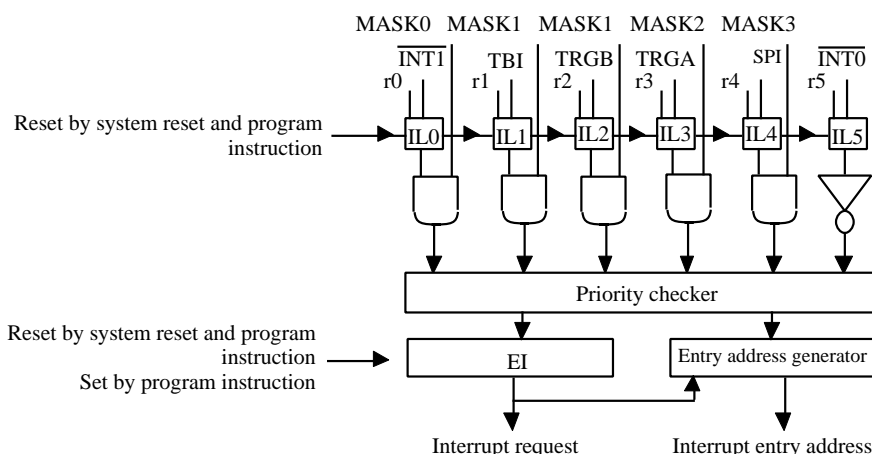 MASK0 MASK1 MASK1 MASK2 MASK3
INT1 TBI TRGB TRGA SPI INT0
r0 r1 r2 r3 r4 r5
Reset by system reset and program
instruction
IL0 IL1 IL2 IL3 IL4 IL5
Priority checker
Reset by system reset and program
instruction
Set by program instruction
EI
Entry address generator
Interrupt request
Interrupt entry address